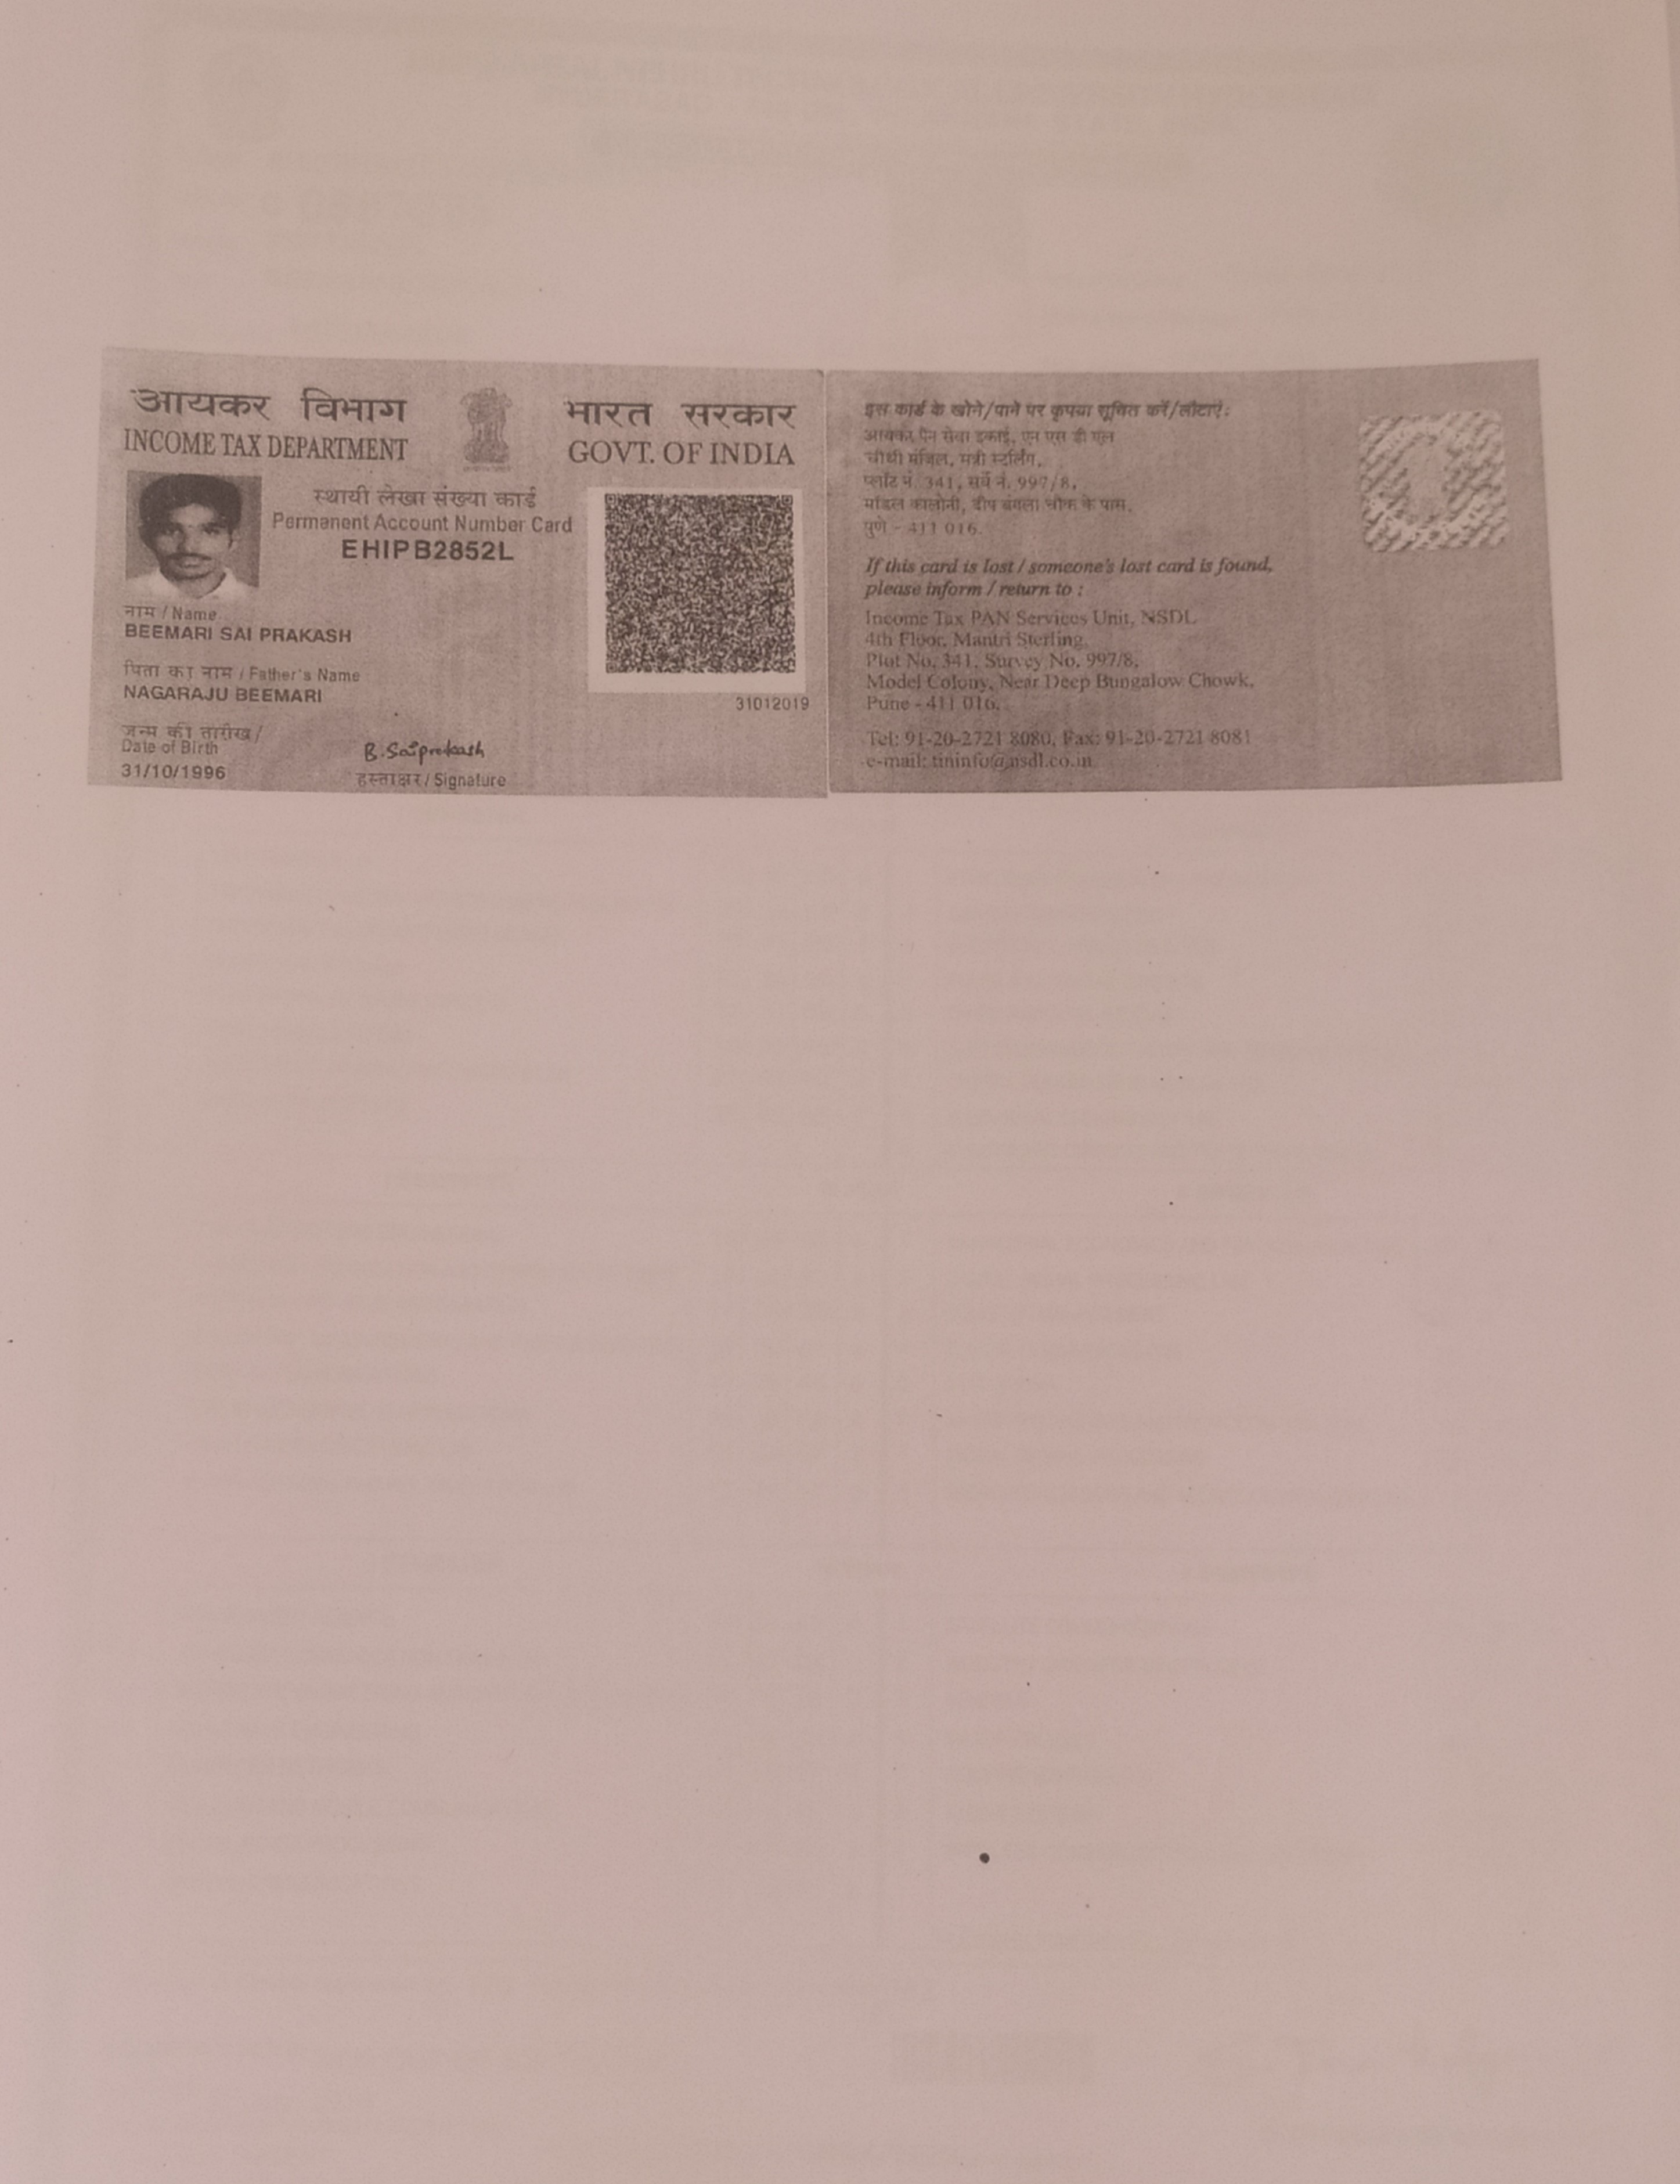 आयकर विभाग
INCOME TAX DEPARTMENT
भारत सरकार
GOVT. OF INDIA
स्थायी लेखा संख्या कार्ड
Permanent Account Number Card
EHIPB2852L
नाम / Name
BEEMARI SAI PRAKASH
पिता का नाम / Father's Name
NAGARAJU BEEMARI
जन्म की तारीख /
Date of Birth
31/10/1996
B. Saiprakash
हस्ताक्षर / Signature
31012019
इस कार्ड के खोने/पाने पर कृपया सूचित करें/लौटाएं:
आयकर पैन सेवा इकाई, एन एस डी एल
चौथी मंज़िल, मंत्री स्टर्लिंग,
प्लॉट नं. 341, सर्वे नं. 997/8,
मॉडल कालोनी, दीप बंगला चौक के पास,
पुणे - 411 016.
If this card is lost / someone's lost card is found,
please inform / return to :
Income Tax PAN Services Unit, NSDL
4th Floor, Mantri Sterling,
Plot No. 341, Survey No. 997/8,
Model Colony, Near Deep Bungalow Chowk,
Pune - 411 016.
Tel: 91-20-2721 8080, Fax: 91-20-2721 8081
e-mail: tininfo@nsdl.co.in